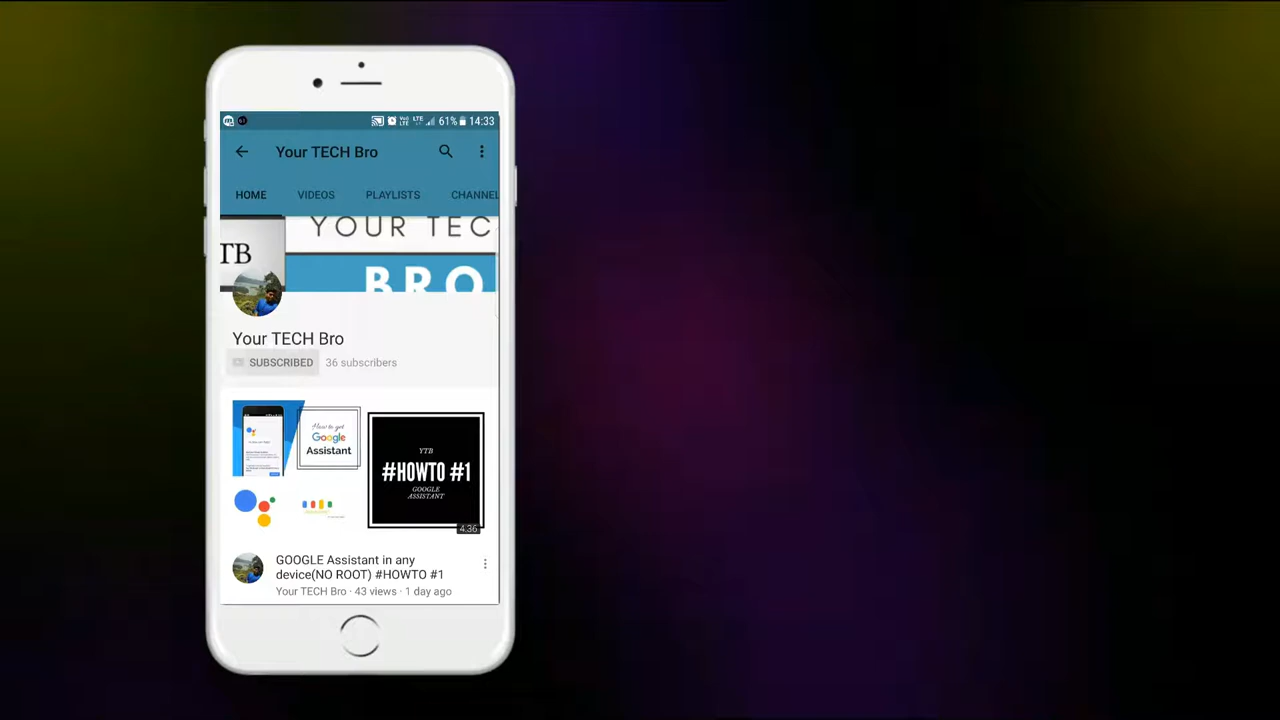 LTE 61% 14:33
Your TECH Bro
HOME VIDEOS PLAYLISTS CHANNEL
YOUR TEC
TB
BRO
Your TECH Bro
SUBSCRIBED 36 subscribers
How to get
Google
Assistant
YTB
#HOWTO #1
GOOGLE
ASSISTANT
4:36
GOOGLE Assistant in any
device(NO ROOT) #HOWTO #1
Your TECH Bro · 43 views · 1 day ago